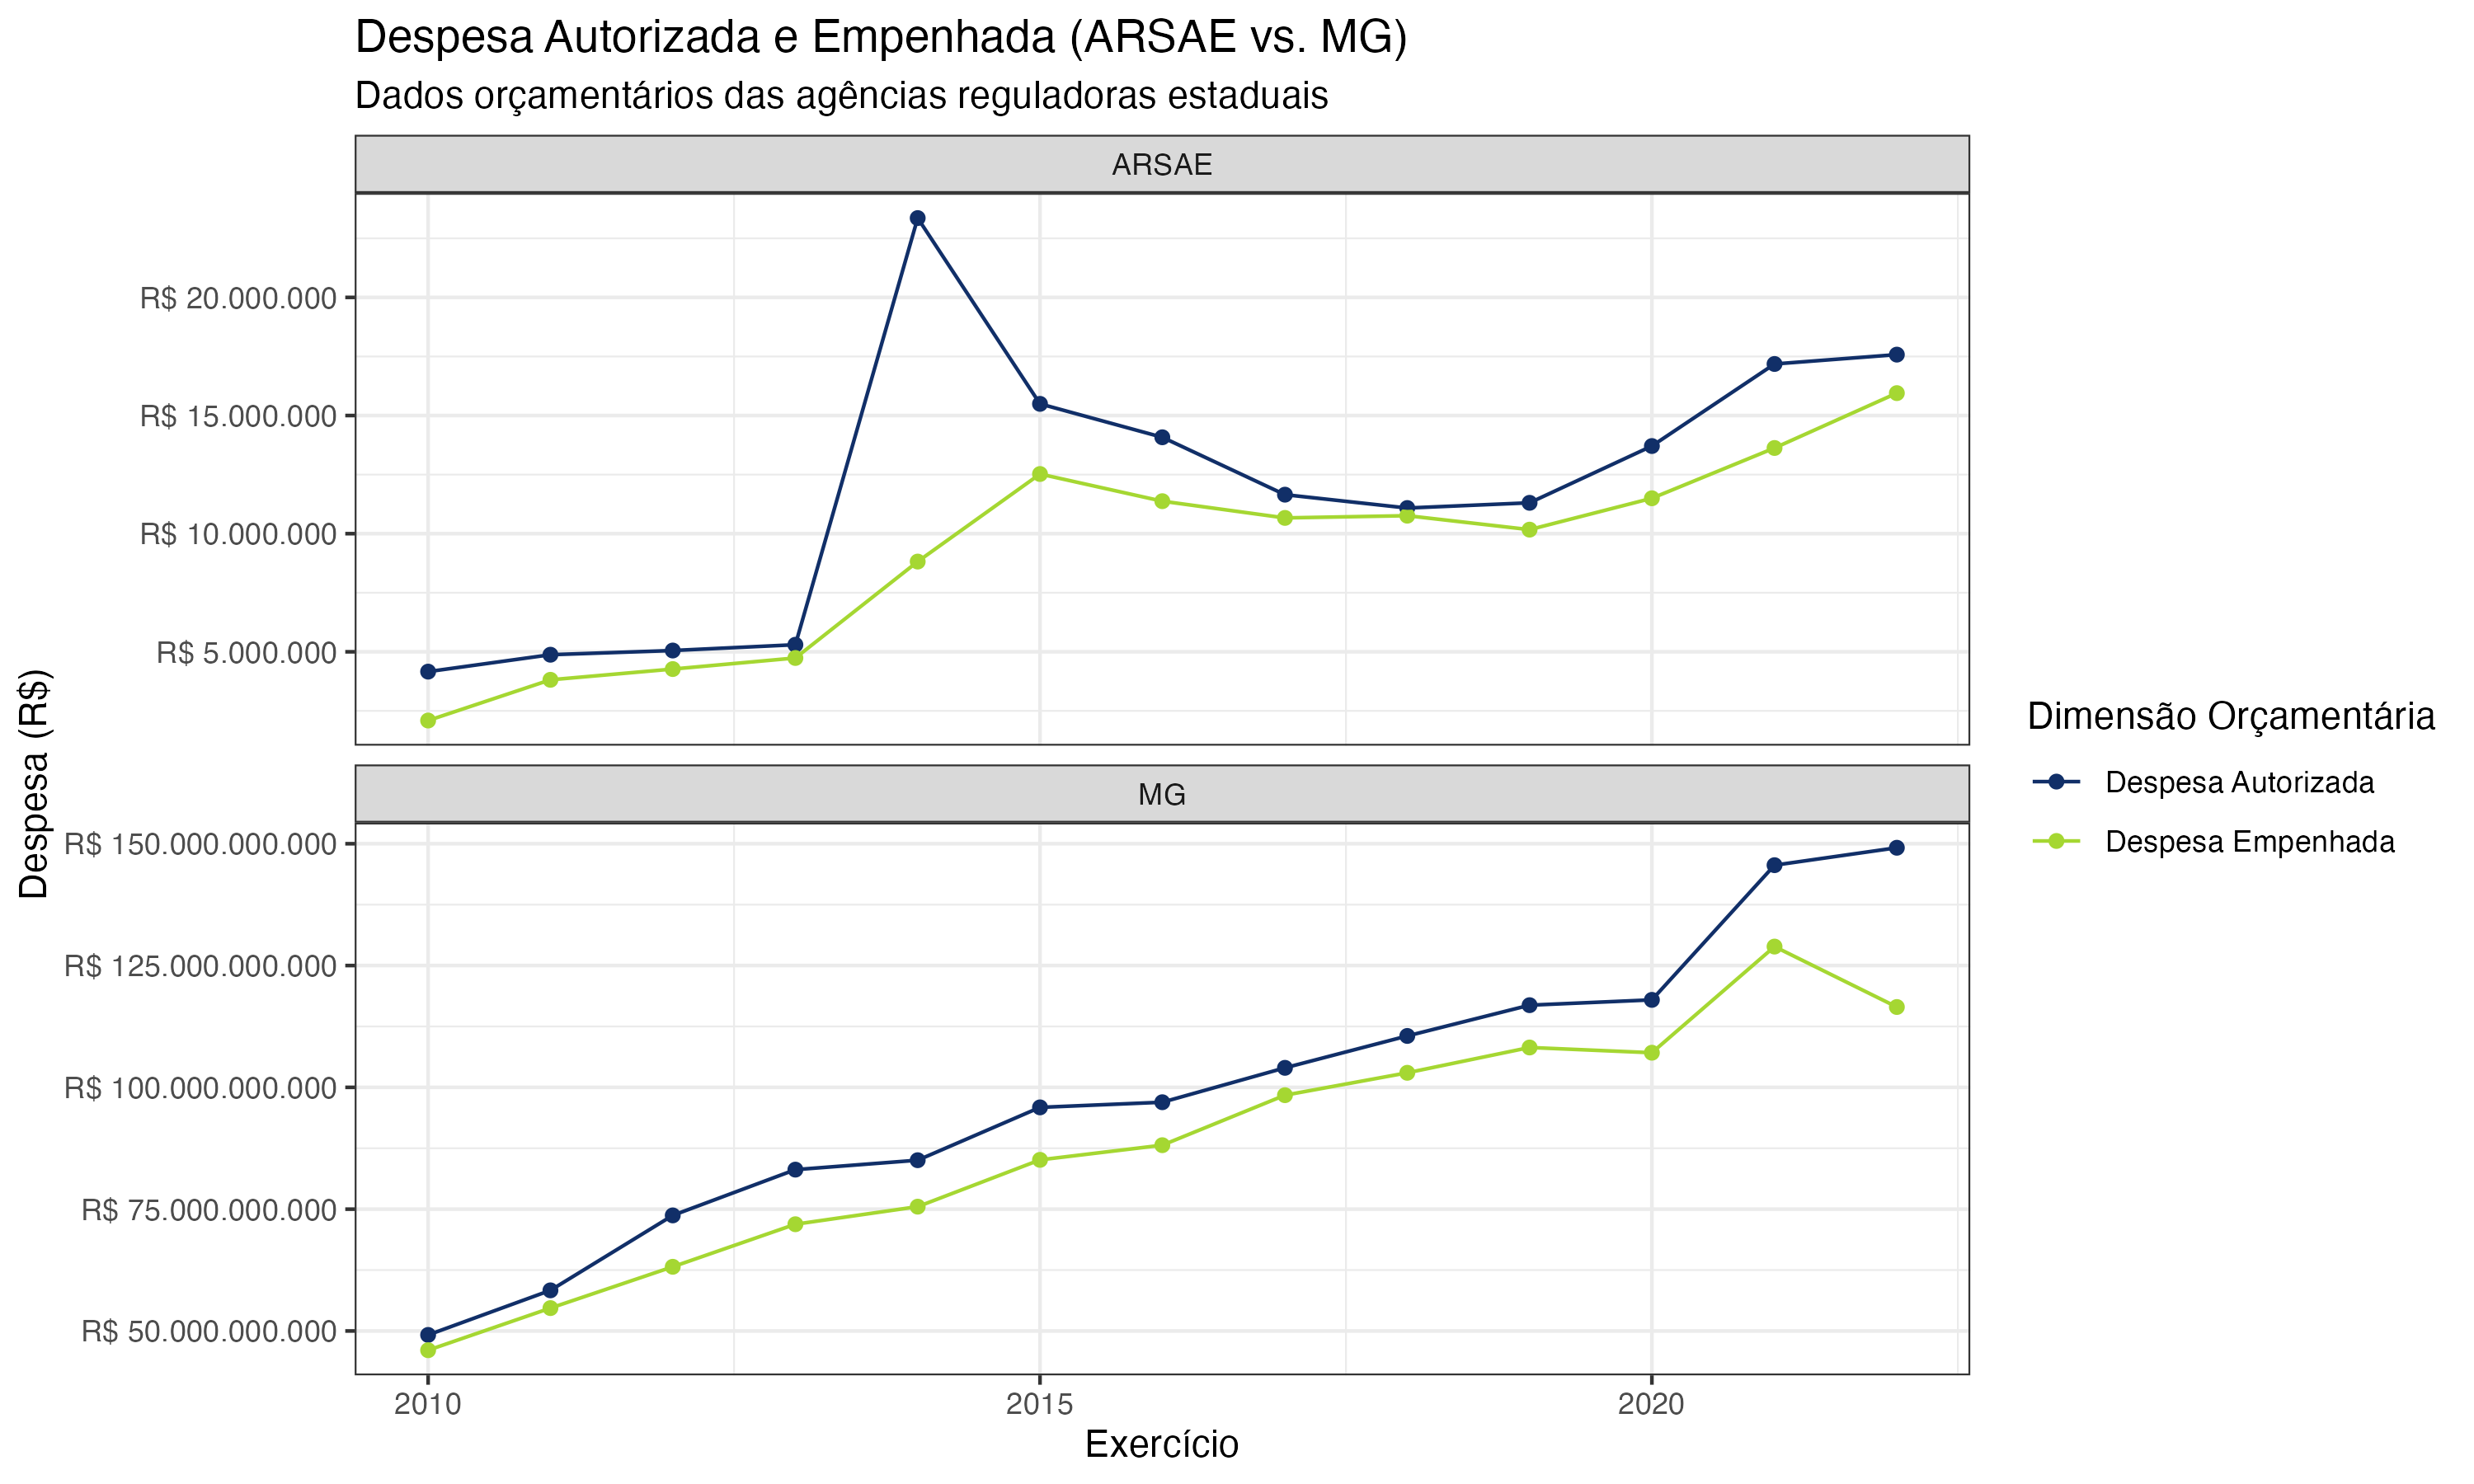 Despesa Autorizada e Empenhada (ARSAE vs. MG)
Dados orçamentários das agências reguladoras estaduais
ARSAE
R$ 20.000.000
R$ 15.000.000
R$ 10.000.000
R$ 5.000.000
MG
R$ 150.000.000.000
R$ 125.000.000.000
R$ 100.000.000.000
R$ 75.000.000.000
R$ 50.000.000.000
2010
2015
2020
Exercício
Despesa (R$)
Dimensão Orçamentária
Despesa Autorizada
Despesa Empenhada